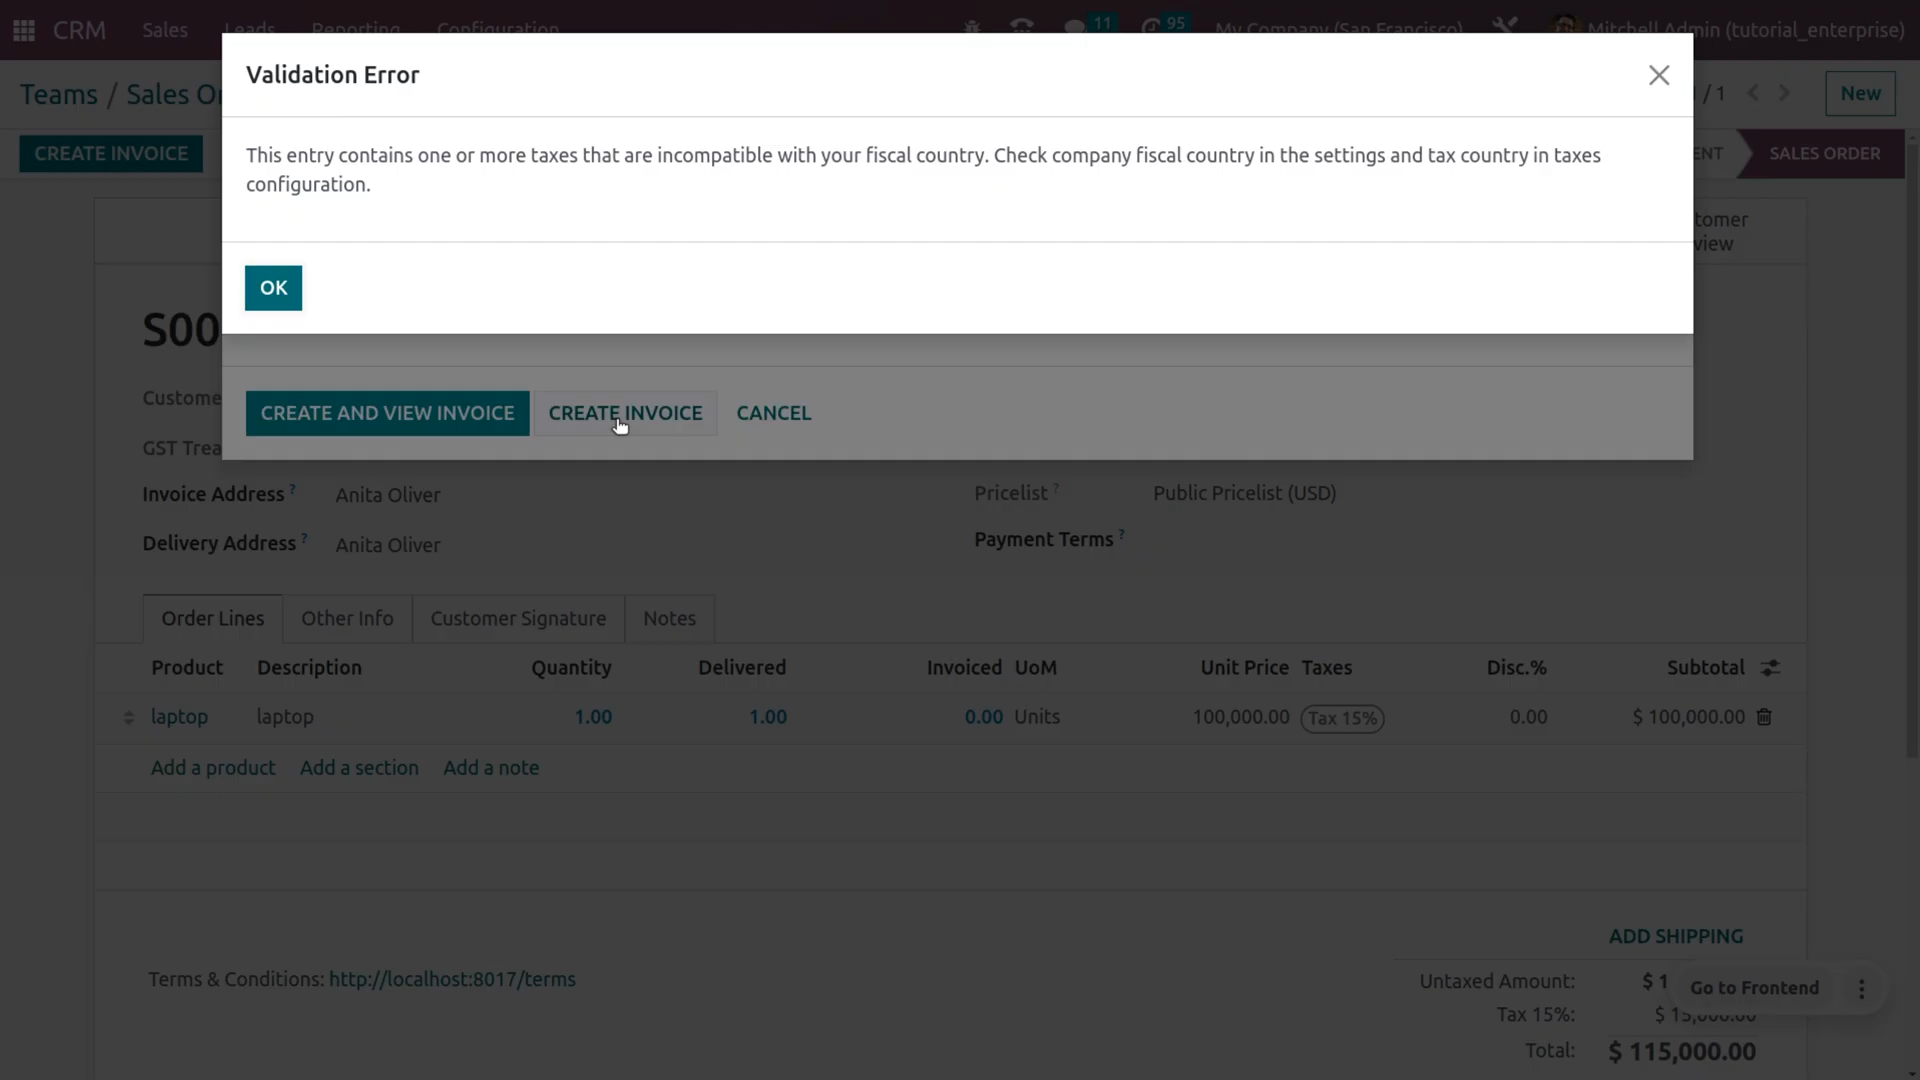 CRM Sales Leads Reporting Configuration 11 95 My Company (San Francisco) Mitchell Admin (tutorial_enterprise)
Validation Error
Teams / Sales Or / 1 New
This entry contains one or more taxes that are incompatible with your fiscal country. Check company fiscal country in the settings and tax country in taxes
configuration.
CREATE INVOICE ENT SALES ORDER
tomer
view
OK
S00
Custome
CREATE AND VIEW INVOICE CREATE INVOICE CANCEL
GST Trea
Invoice Address ? Anita Oliver Pricelist ? Public Pricelist (USD)
Delivery Address ? Anita Oliver Payment Terms ?
Order Lines Other Info Customer Signature Notes
Product Description Quantity Delivered Invoiced UoM Unit Price Taxes Disc.% Subtotal
laptop laptop 1.00 1.00 0.00 Units 100,000.00 Tax 15% 0.00 $ 100,000.00
Add a product Add a section Add a note
ADD SHIPPING
Terms & Conditions: http://localhost:8017/terms
Untaxed Amount: $ 1
Go to Frontend
Tax 15%: $ 15,000.00
Total: $ 115,000.00